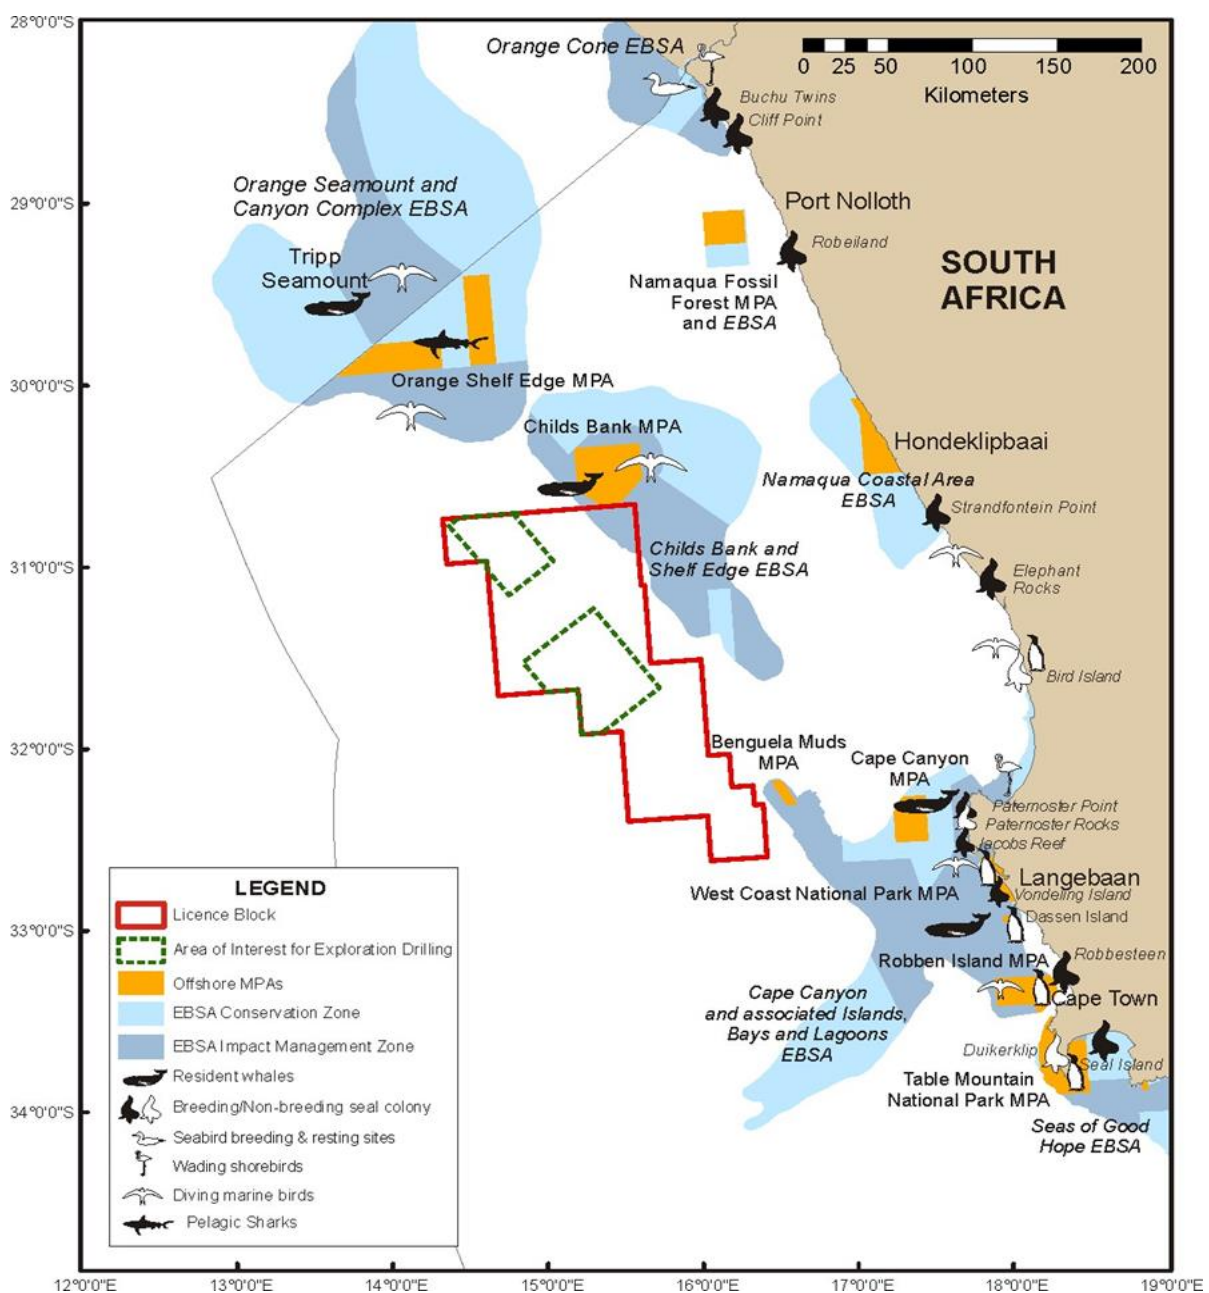 28°0'0"S
Orange Cone EBSA
0 25 50 100 150 200
Kilometers
Buchu Twins
Cliff Point
Orange Seamount and
Canyon Complex EBSA
29°0'0"S
Port Nolloth
Robeiland
Tripp
Seamount
SOUTH
AFRICA
Namaqua Fossil
Forest MPA
and EBSA
30°0'0"S
Orange Shelf Edge MPA
Childs Bank MPA
Hondeklipbaai
Namaqua Coastal Area
EBSA
Strandfontein Point
Childs Bank and
Shelf Edge EBSA
31°0'0"S
Elephant
Rocks
Bird Island
32°0'0"S
Benguela Muds
MPA
Cape Canyon
MPA
Paternoster Point
Paternoster Rocks
Jacobs Reef
West Coast National Park MPA
Langebaan
Vondeling Island
Dassen Island
33°0'0"S
Robben Island MPA
Robbesteen
Cape Town
Cape Canyon
and associated Islands,
Bays and Lagoons
EBSA
Duikerklip
Seal Island
Table Mountain
National Park MPA
34°0'0"S
Seas of Good
Hope EBSA
LEGEND
Licence Block
Area of Interest for Exploration Drilling
Offshore MPAs
EBSA Conservation Zone
EBSA Impact Management Zone
Resident whales
Breeding/Non-breeding seal colony
Seabird breeding & resting sites
Wading shorebirds
Diving marine birds
Pelagic Sharks
12°0'0"E 13°0'0"E 14°0'0"E 15°0'0"E 16°0'0"E 17°0'0"E 18°0'0"E 19°0'0"E